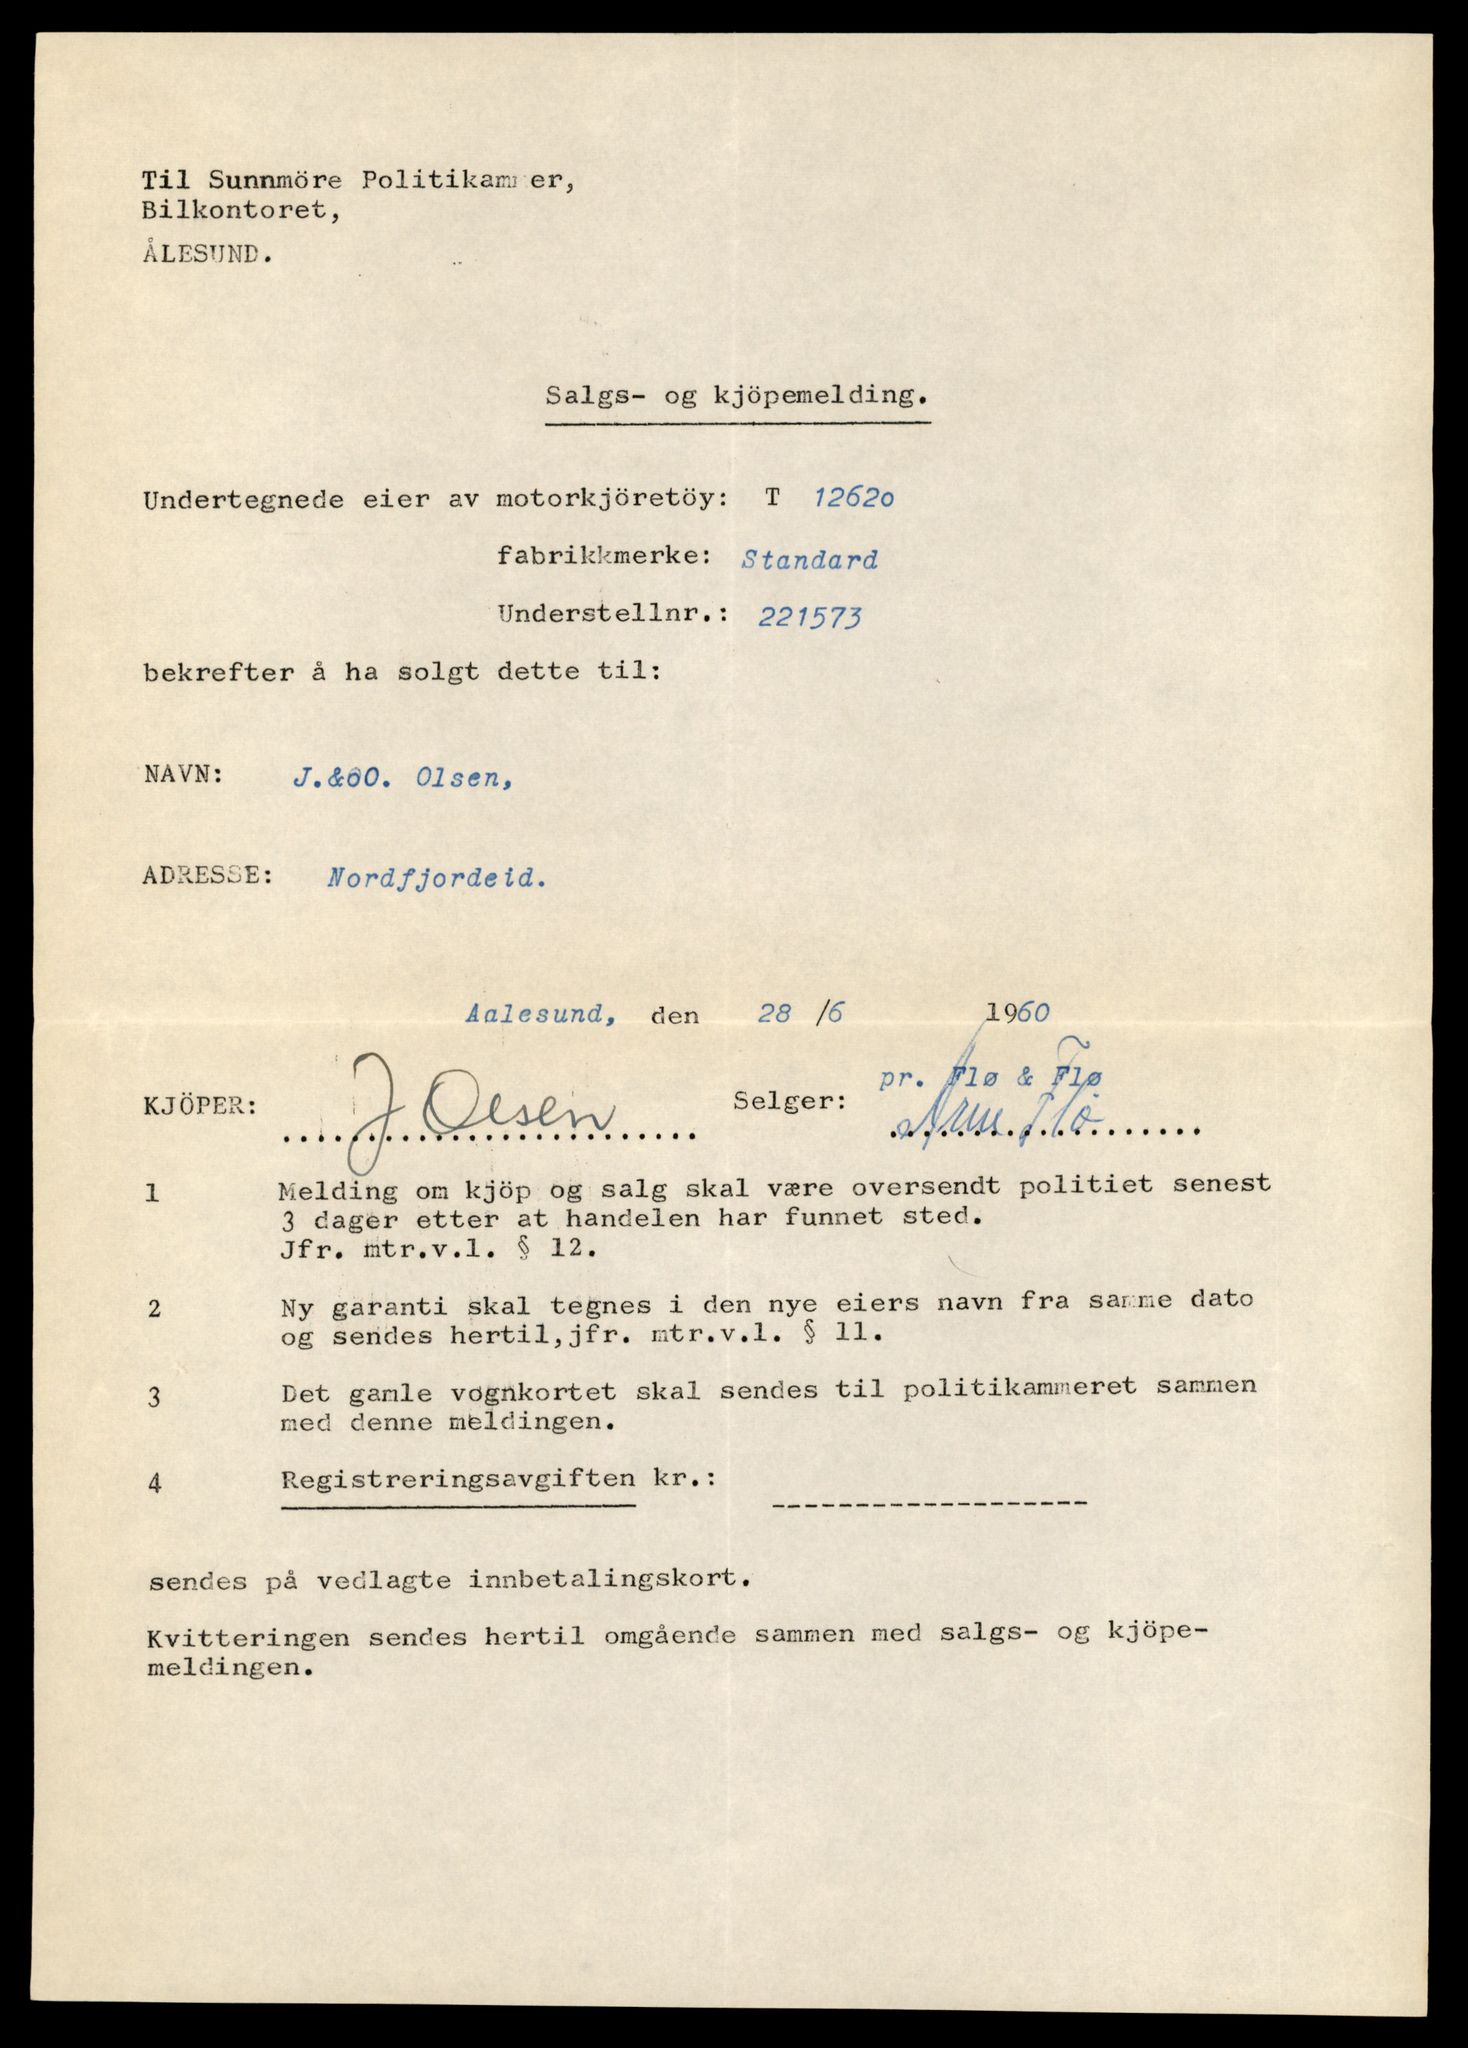 Til Sunnmöre Politikammer,
Bilkontoret,
ÅLESUND.
Salgs- og kjöpemelding.
Undertegnede eier av motorkjöretöy: T 12620
fabrikkmerke: Standard
Understellnr.: 221573
bekrefter å ha solgt dette til:
NAVN: J.&OO. Olsen,
ADRESSE: Nordfjordeid.
Aalesund, den 28 /6 1960
pr. Flø & Flø
KJÖPER: J Olsen Selger: Arne Flø
1 Melding om kjöp og salg skal være oversendt politiet senest
3 dager etter at handelen har funnet sted.
Jfr. mtr.v.l. § 12.
2 Ny garanti skal tegnes i den nye eiers navn fra samme dato
og sendes hertil,jfr. mtr.v.l. § 11.
3 Det gamle vognkortet skal sendes til politikammeret sammen
med denne meldingen.
4 Registreringsavgiften kr.: -------------------
sendes på vedlagte innbetalingskort.
Kvitteringen sendes hertil omgående sammen med salgs- og kjöpe-
meldingen.